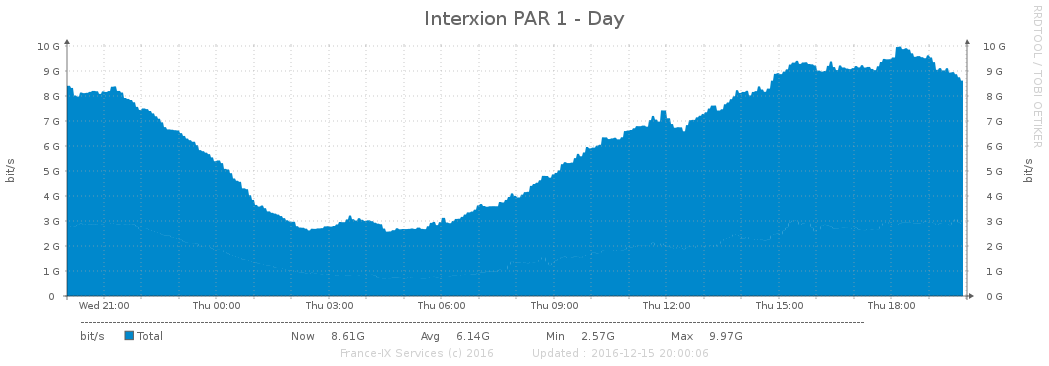 Interxion PAR 1 - Day
RRDTOOL / TOBI OETIKER
10 G 10 G
9 G 9 G
8 G 8 G
7 G 7 G
6 G 6 G
5 G 5 G
4 G 4 G
3 G 3 G
2 G 2 G
1 G 1 G
0 0 G
bit/s bit/s
Wed 21:00 Thu 00:00 Thu 03:00 Thu 06:00 Thu 09:00 Thu 12:00 Thu 15:00 Thu 18:00
bit/s Total Now 8.61G Avg 6.14G Min 2.57G Max 9.97G
France-IX Services (c) 2016 Updated : 2016-12-15 20:00:06